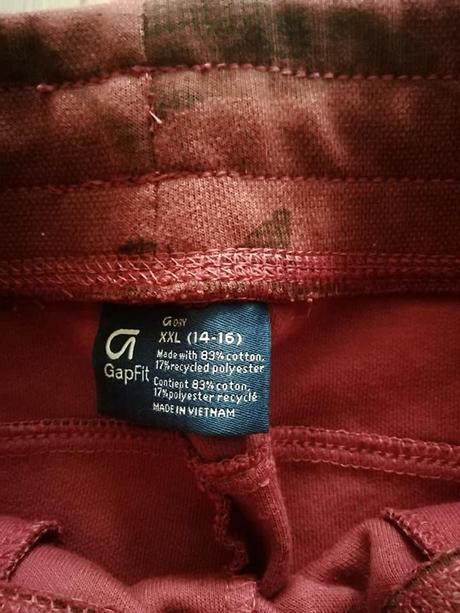 GDRY
XXL (14-16)
GapFit
Made with 83% cotton,
17% recycled polyester
Contient 83% coton,
17% polyester recyclé
MADE IN VIETNAM